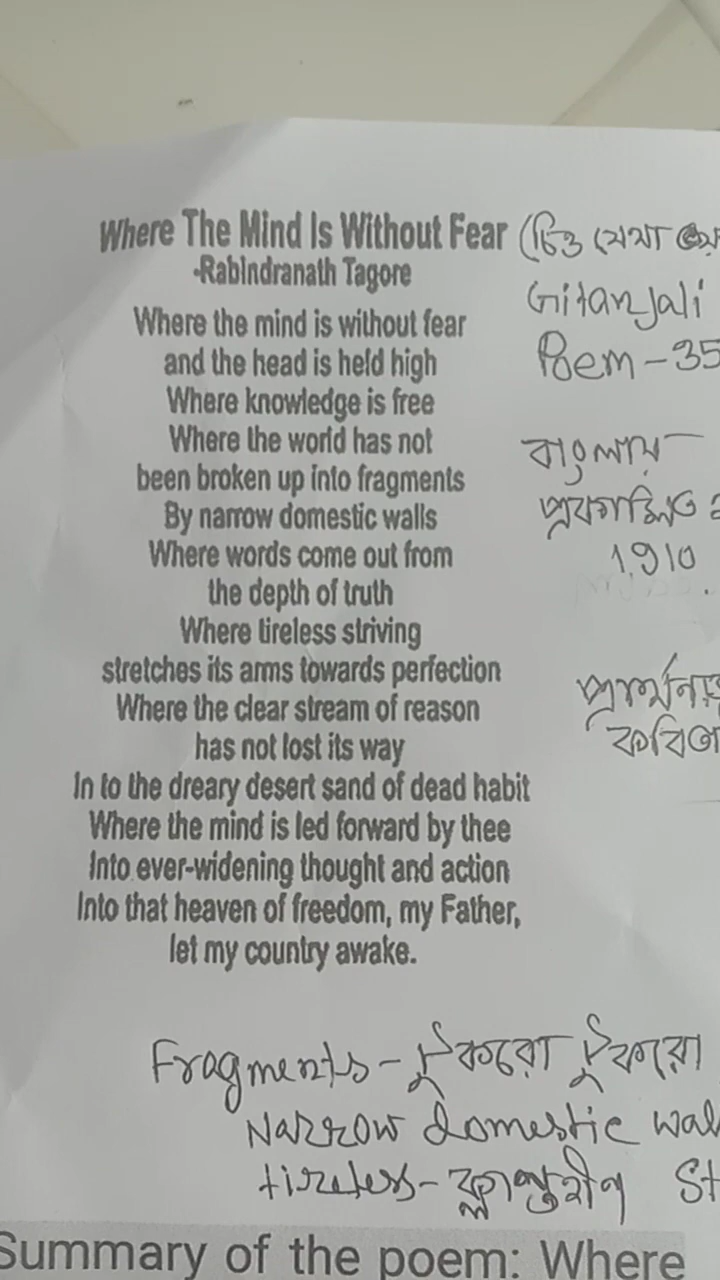 Where The Mind Is Without Fear (চিত্ত যেথা
-Rabindranath Tagore
Gitanjali
Where the mind is without fear
and the head is held high
Poem - 35
Where knowledge is free
Where the world has not
বাংলায়
been broken up into fragments
By narrow domestic walls
প্রকাশিত
Where words come out from
1910
the depth of truth
Where tireless striving
stretches its arms towards perfection
Where the clear stream of reason
has not lost its way
কবিতা
In to the dreary desert sand of dead habit
Where the mind is led forward by thee
Into ever-widening thought and action
Into that heaven of freedom, my Father,
let my country awake.
Fragments - টুকরো টুকরো
Narrow domestic wal
tireless - ক্লান্তহীন St
Summary of the poem: Where